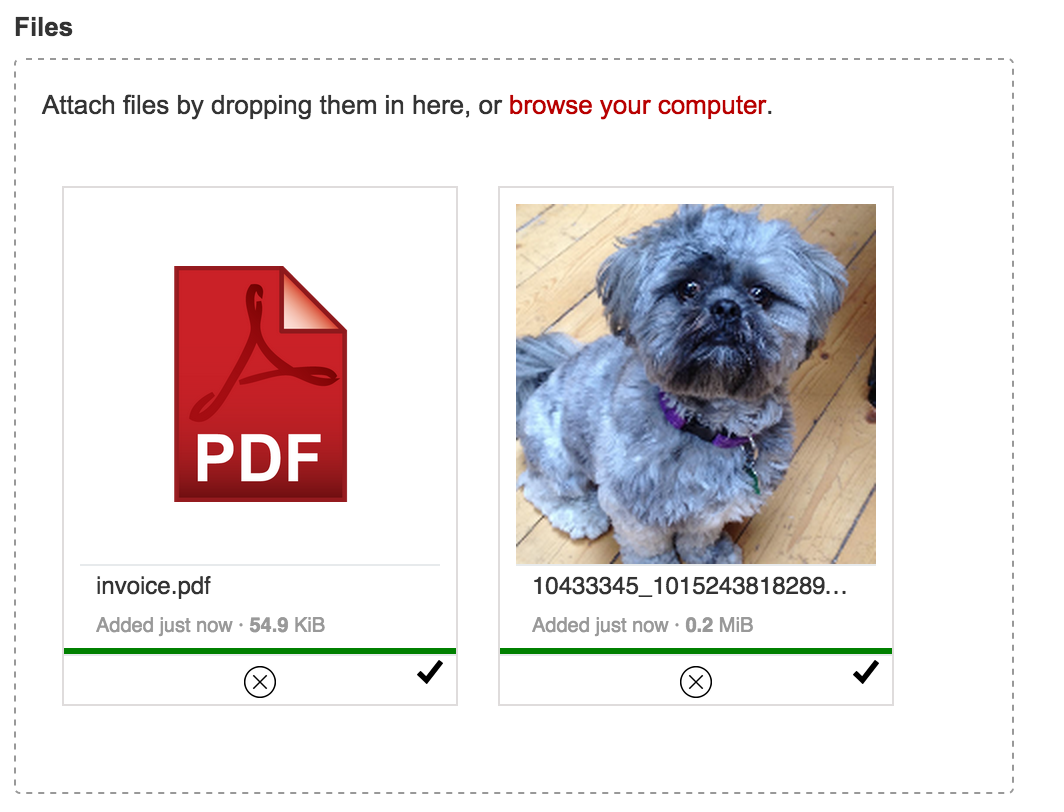 Files
Attach files by dropping them in here, or browse your computer.
PDF
invoice.pdf
Added just now · 54.9 KiB
10433345_1015243818289...
Added just now · 0.2 MiB